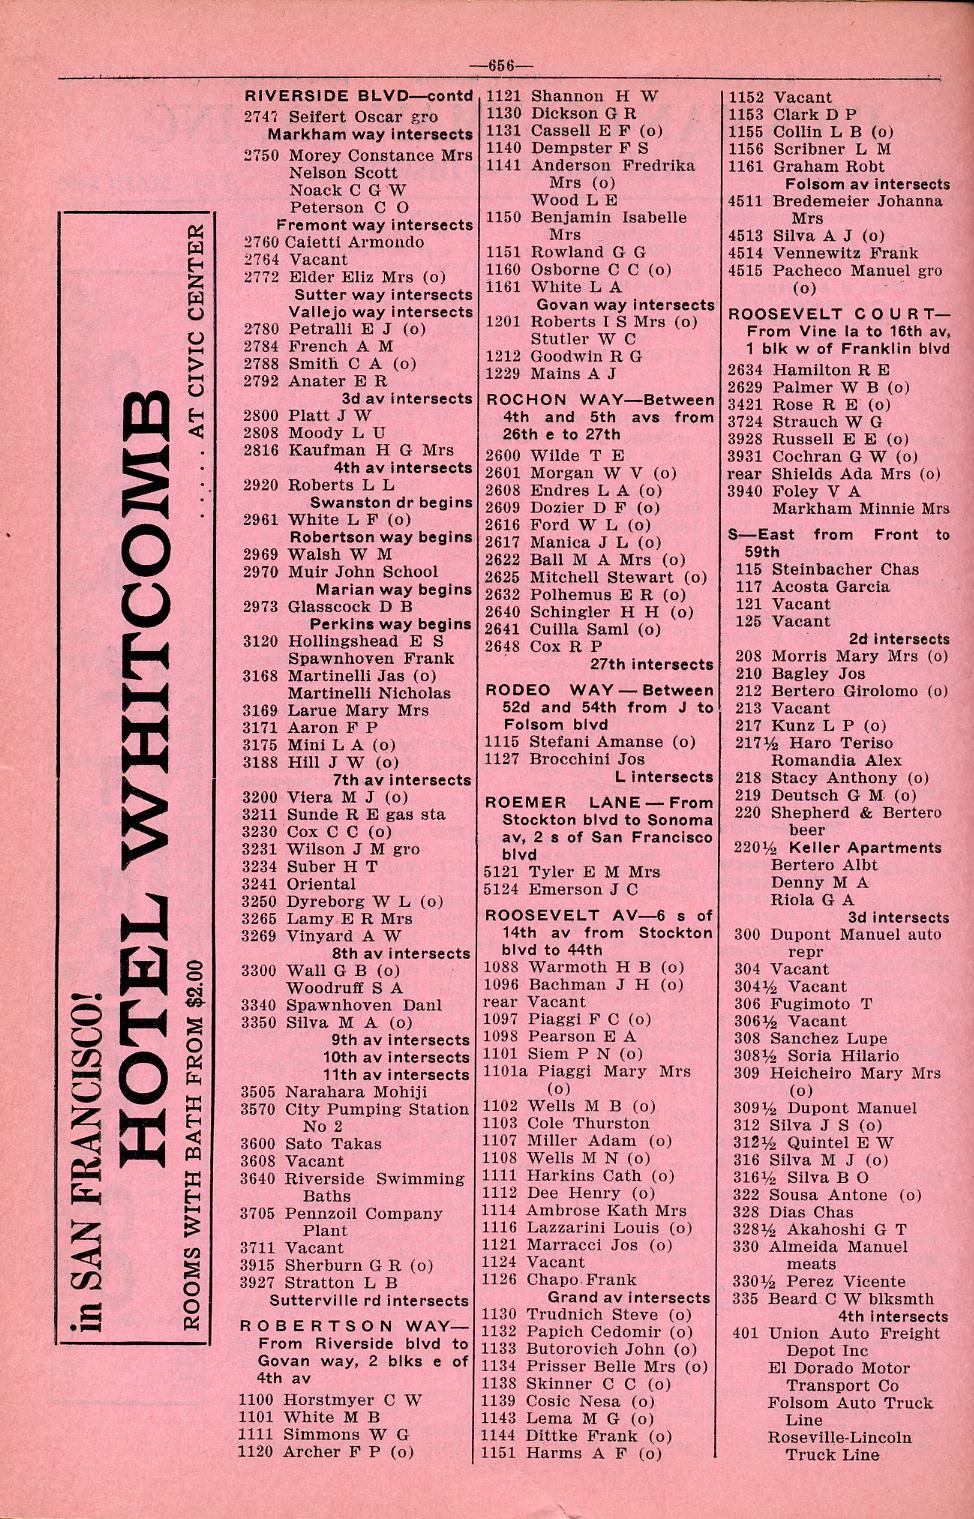 —656—
in SAN FRANCISCO!
HOTEL WHITCOMB
ROOMS WITH BATH FROM $2.00 ...... AT CIVIC CENTER
RIVERSIDE BLVD—contd
2747 Seifert Oscar gro
Markham way intersects
2750 Morey Constance Mrs
Nelson Scott
Noack C G W
Peterson C O
Fremont way intersects
2760 Caietti Armondo
2764 Vacant
2772 Elder Eliz Mrs (o)
Sutter way intersects
Vallejo way intersects
2780 Petralli E J (o)
2784 French A M
2788 Smith C A (o)
2792 Anater E R
3d av intersects
2800 Platt J W
2808 Moody L U
2816 Kaufman H G Mrs
4th av intersects
2920 Roberts L L
Swanston dr begins
2961 White L F (o)
Robertson way begins
2969 Walsh W M
2970 Muir John School
Marian way begins
2973 Glasscock D B
Perkins way begins
3120 Hollingshead E S
Spawnhoven Frank
3168 Martinelli Jas (o)
Martinelli Nicholas
3169 Larue Mary Mrs
3171 Aaron F P
3175 Mini L A (o)
3188 Hill J W (o)
7th av intersects
3200 Viera M J (o)
3211 Sunde R E gas sta
3230 Cox C C (o)
3231 Wilson J M gro
3234 Suber H T
3241 Oriental
3250 Dyreborg W L (o)
3265 Lamy E R Mrs
3269 Vinyard A W
8th av intersects
3300 Wall G B (o)
Woodruff S A
3340 Spawnhoven Danl
3350 Silva M A (o)
9th av intersects
10th av intersects
11th av intersects
3505 Narahara Mohiji
3570 City Pumping Station
No 2
3600 Sato Takas
3608 Vacant
3640 Riverside Swimming
Baths
3705 Pennzoil Company
Plant
3711 Vacant
3915 Sherburn G R (o)
3927 Stratton L B
Sutterville rd intersects
ROBERTSON WAY—
From Riverside blvd to
Govan way, 2 blks e of
4th av
1100 Horstmyer C W
1101 White M B
1111 Simmons W G
1120 Archer F P (o)
1121 Shannon H W
1130 Dickson G R
1131 Cassell E F (o)
1140 Dempster F S
1141 Anderson Fredrika
Mrs (o)
Wood L E
1150 Benjamin Isabelle
Mrs
1151 Rowland G G
1160 Osborne C C (o)
1161 White L A
Govan way intersects
1201 Roberts I S Mrs (o)
Stutler W C
1212 Goodwin R G
1229 Mains A J
ROCHON WAY—Between
4th and 5th avs from
26th e to 27th
2600 Wilde T E
2601 Morgan W V (o)
2608 Endres L A (o)
2609 Dozier D F (o)
2616 Ford W L (o)
2617 Manica J L (o)
2622 Ball M A Mrs (o)
2625 Mitchell Stewart (o)
2632 Polhemus E R (o)
2640 Schingler H H (o)
2641 Cuilla Saml (o)
2648 Cox R P
27th intersects
RODEO WAY — Between
52d and 54th from J to
Folsom blvd
1115 Stefani Amanse (o)
1127 Brocchini Jos
L intersects
ROEMER LANE — From
Stockton blvd to Sonoma
av, 2 s of San Francisco
blvd
5121 Tyler E M Mrs
5124 Emerson J C
ROOSEVELT AV—6 s of
14th av from Stockton
blvd to 44th
1088 Warmoth H B (o)
1096 Bachman J H (o)
rear Vacant
1097 Piaggi F C (o)
1098 Pearson E A
1101 Siem P N (o)
1101a Piaggi Mary Mrs
(o)
1102 Wells M B (o)
1103 Cole Thurston
1107 Miller Adam (o)
1108 Wells M N (o)
1111 Harkins Cath (o)
1112 Dee Henry (o)
1114 Ambrose Kath Mrs
1116 Lazzarini Louis (o)
1121 Marracci Jos (o)
1124 Vacant
1126 Chapo Frank
Grand av intersects
1130 Trudnich Steve (o)
1132 Papich Cedomir (o)
1133 Butorovich John (o)
1134 Prisser Belle Mrs (o)
1138 Skinner C C (o)
1139 Cosic Nesa (o)
1143 Lema M G (o)
1144 Dittke Frank (o)
1151 Harms A F (o)
1152 Vacant
1153 Clark D P
1155 Collin L B (o)
1156 Scribner L M
1161 Graham Robt
Folsom av intersects
4511 Bredemeier Johanna
Mrs
4513 Silva A J (o)
4514 Vennewitz Frank
4515 Pacheco Manuel gro
(o)
ROOSEVELT COURT—
From Vine la to 16th av,
1 blk w of Franklin blvd
2634 Hamilton R E
2629 Palmer W B (o)
3421 Rose R E (o)
3724 Strauch W G
3928 Russell E E (o)
3931 Cochran G W (o)
rear Shields Ada Mrs (o)
3940 Foley V A
Markham Minnie Mrs
S—East from Front to
59th
115 Steinbacher Chas
117 Acosta Garcia
121 Vacant
125 Vacant
2d intersects
208 Morris Mary Mrs (o)
210 Bagley Jos
212 Bertero Girolomo (o)
213 Vacant
217 Kunz L P (o)
217½ Haro Teriso
Romandia Alex
218 Stacy Anthony (o)
219 Deutsch G M (o)
220 Shepherd & Bertero
beer
220½ Keller Apartments
Bertero Albt
Denny M A
Riola G A
3d intersects
300 Dupont Manuel auto
repr
304 Vacant
304½ Vacant
306 Fugimoto T
306½ Vacant
308 Sanchez Lupe
308½ Soria Hilario
309 Heicheiro Mary Mrs
(o)
309½ Dupont Manuel
312 Silva J S (o)
312½ Quintel E W
316 Silva M J (o)
316½ Silva B O
322 Sousa Antone (o)
328 Dias Chas
328½ Akahoshi G T
330 Almeida Manuel
meats
330½ Perez Vicente
335 Beard C W blksmth
4th intersects
401 Union Auto Freight
Depot Inc
El Dorado Motor
Transport Co
Folsom Auto Truck
Line
Roseville-Lincoln
Truck Line